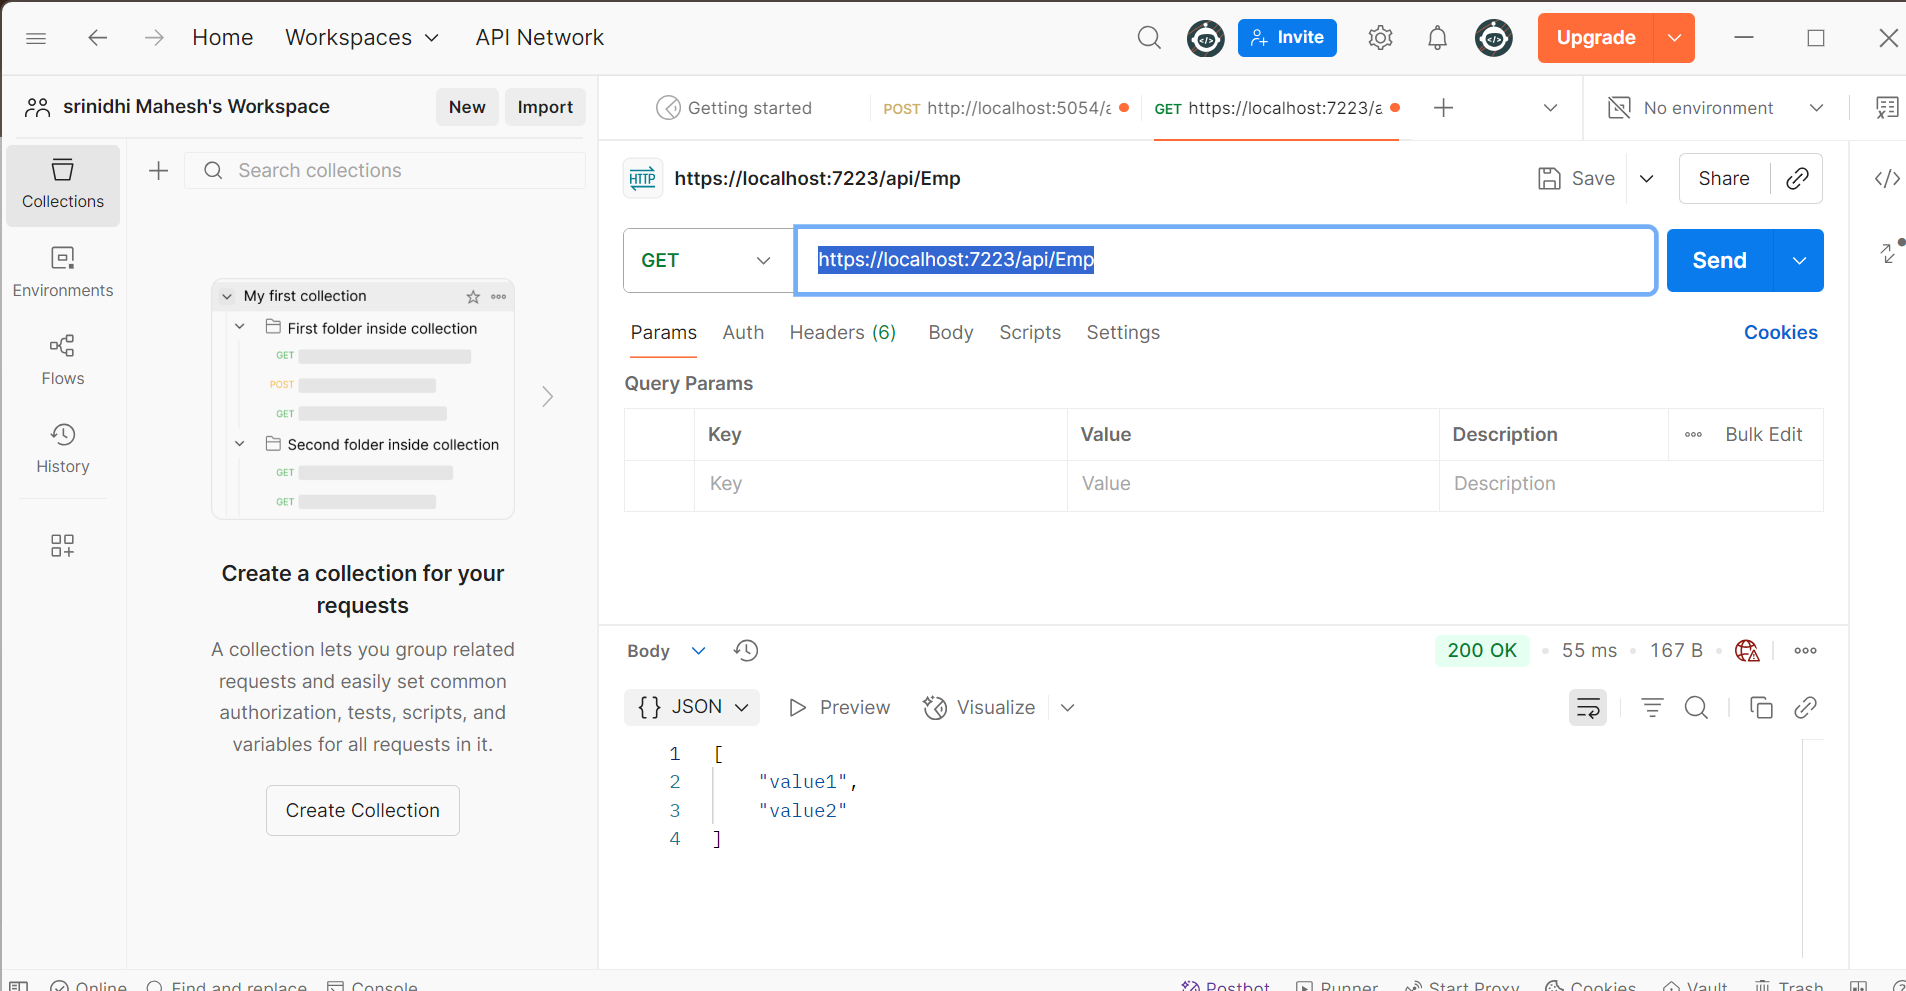 Home Workspaces API Network Invite Upgrade
srinidhi Mahesh's Workspace New Import
Getting started POST http://localhost:5054/a GET https://localhost:7223/a No environment
Collections
Environments
Flows
History
Search collections
My first collection
First folder inside collection
GET
POST
GET
Second folder inside collection
GET
GET
Create a collection for your
requests
A collection lets you group related
requests and easily set common
authorization, tests, scripts, and
variables for all requests in it.
Create Collection
HTTP https://localhost:7223/api/Emp Save Share
GET https://localhost:7223/api/Emp Send
Params Auth Headers (6) Body Scripts Settings Cookies
Query Params
Key Value Description Bulk Edit
Key Value Description
Body 200 OK 55 ms 167 B
{} JSON Preview Visualize
1 [
2 "value1",
3 "value2"
4 ]
Online Find and replace Console Postbot Runner Start Proxy Cookies Vault Trash